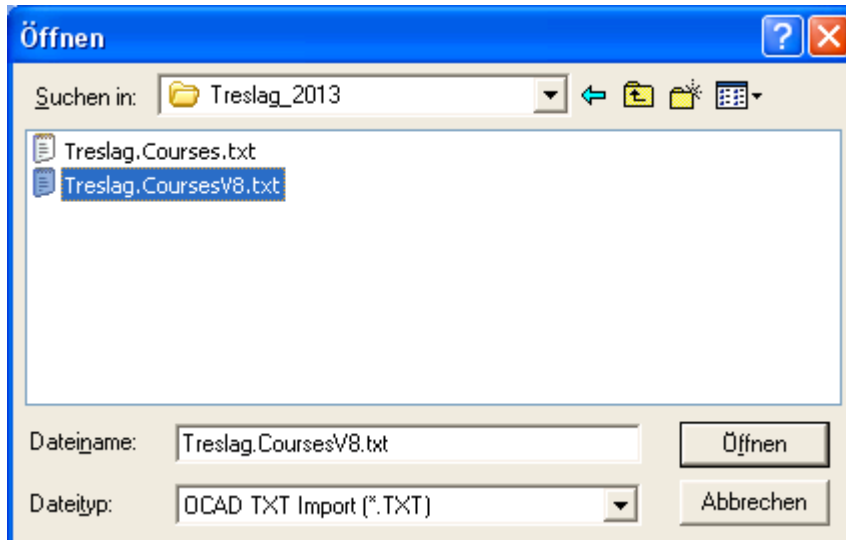 Öffnen
Suchen in: Treslag_2013
Treslag.Courses.txt
Treslag.CoursesV8.txt
Dateiname: Treslag.CoursesV8.txt Öffnen
Dateityp: OCAD TXT Import (*.TXT) Abbrechen